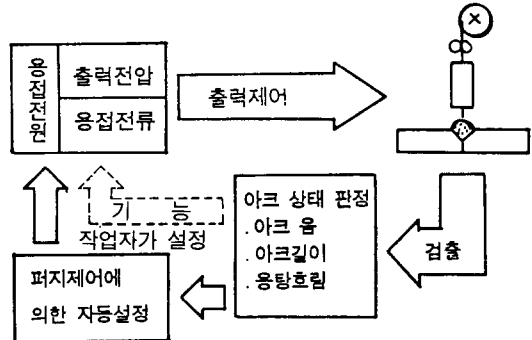 용접전원
출력전압
용접전류
출력제어
기 능
작업자가 설정
아크 상태 판정
. 아크 움
. 아크길이
. 용탕흐림
검출
퍼지제어에
의한 자동설정